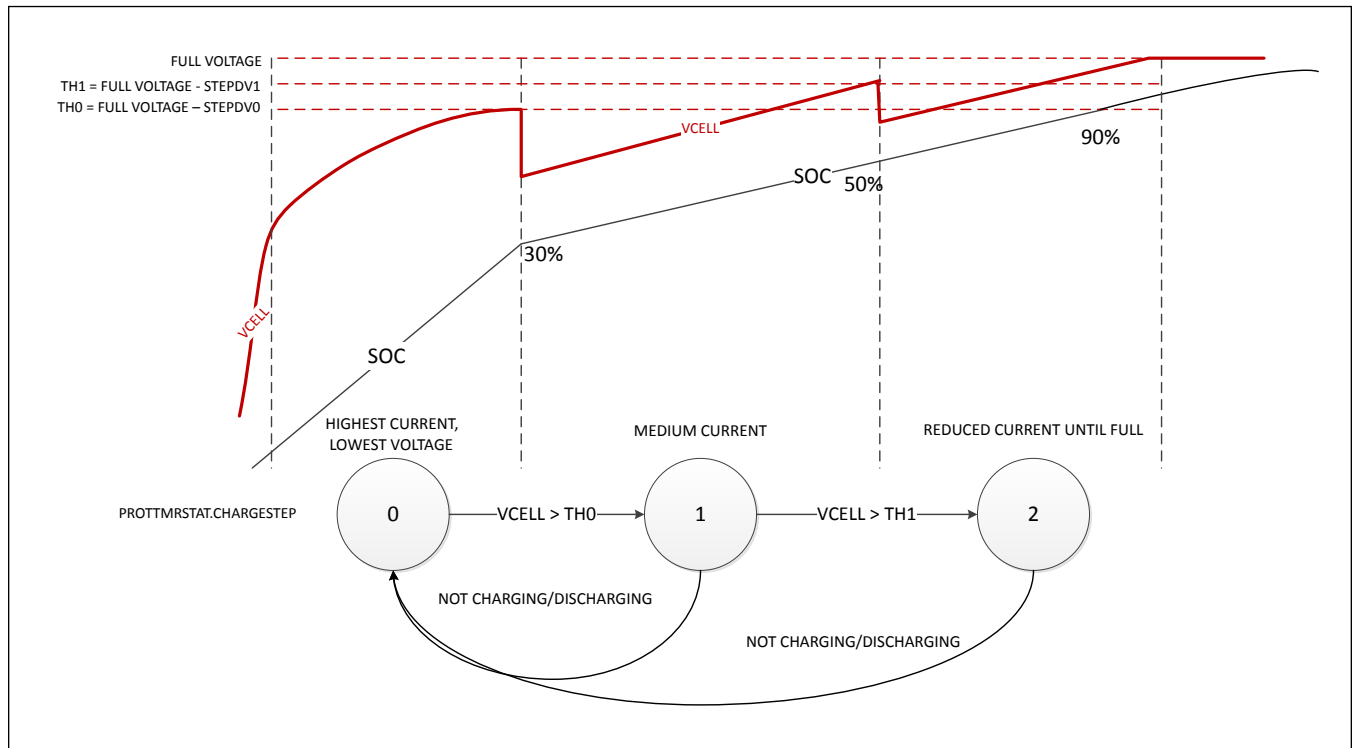 FULL VOLTAGE
TH1 = FULL VOLTAGE - STEPDV1
TH0 = FULL VOLTAGE – STEPDV0
VCELL
90%
SOC
50%
30%
VCELL
SOC
HIGHEST CURRENT,
LOWEST VOLTAGE
MEDIUM CURRENT
REDUCED CURRENT UNTIL FULL
PROTTMRSTAT.CHARGESTEP
0
VCELL > TH0
1
VCELL > TH1
2
NOT CHARGING/DISCHARGING
NOT CHARGING/DISCHARGING